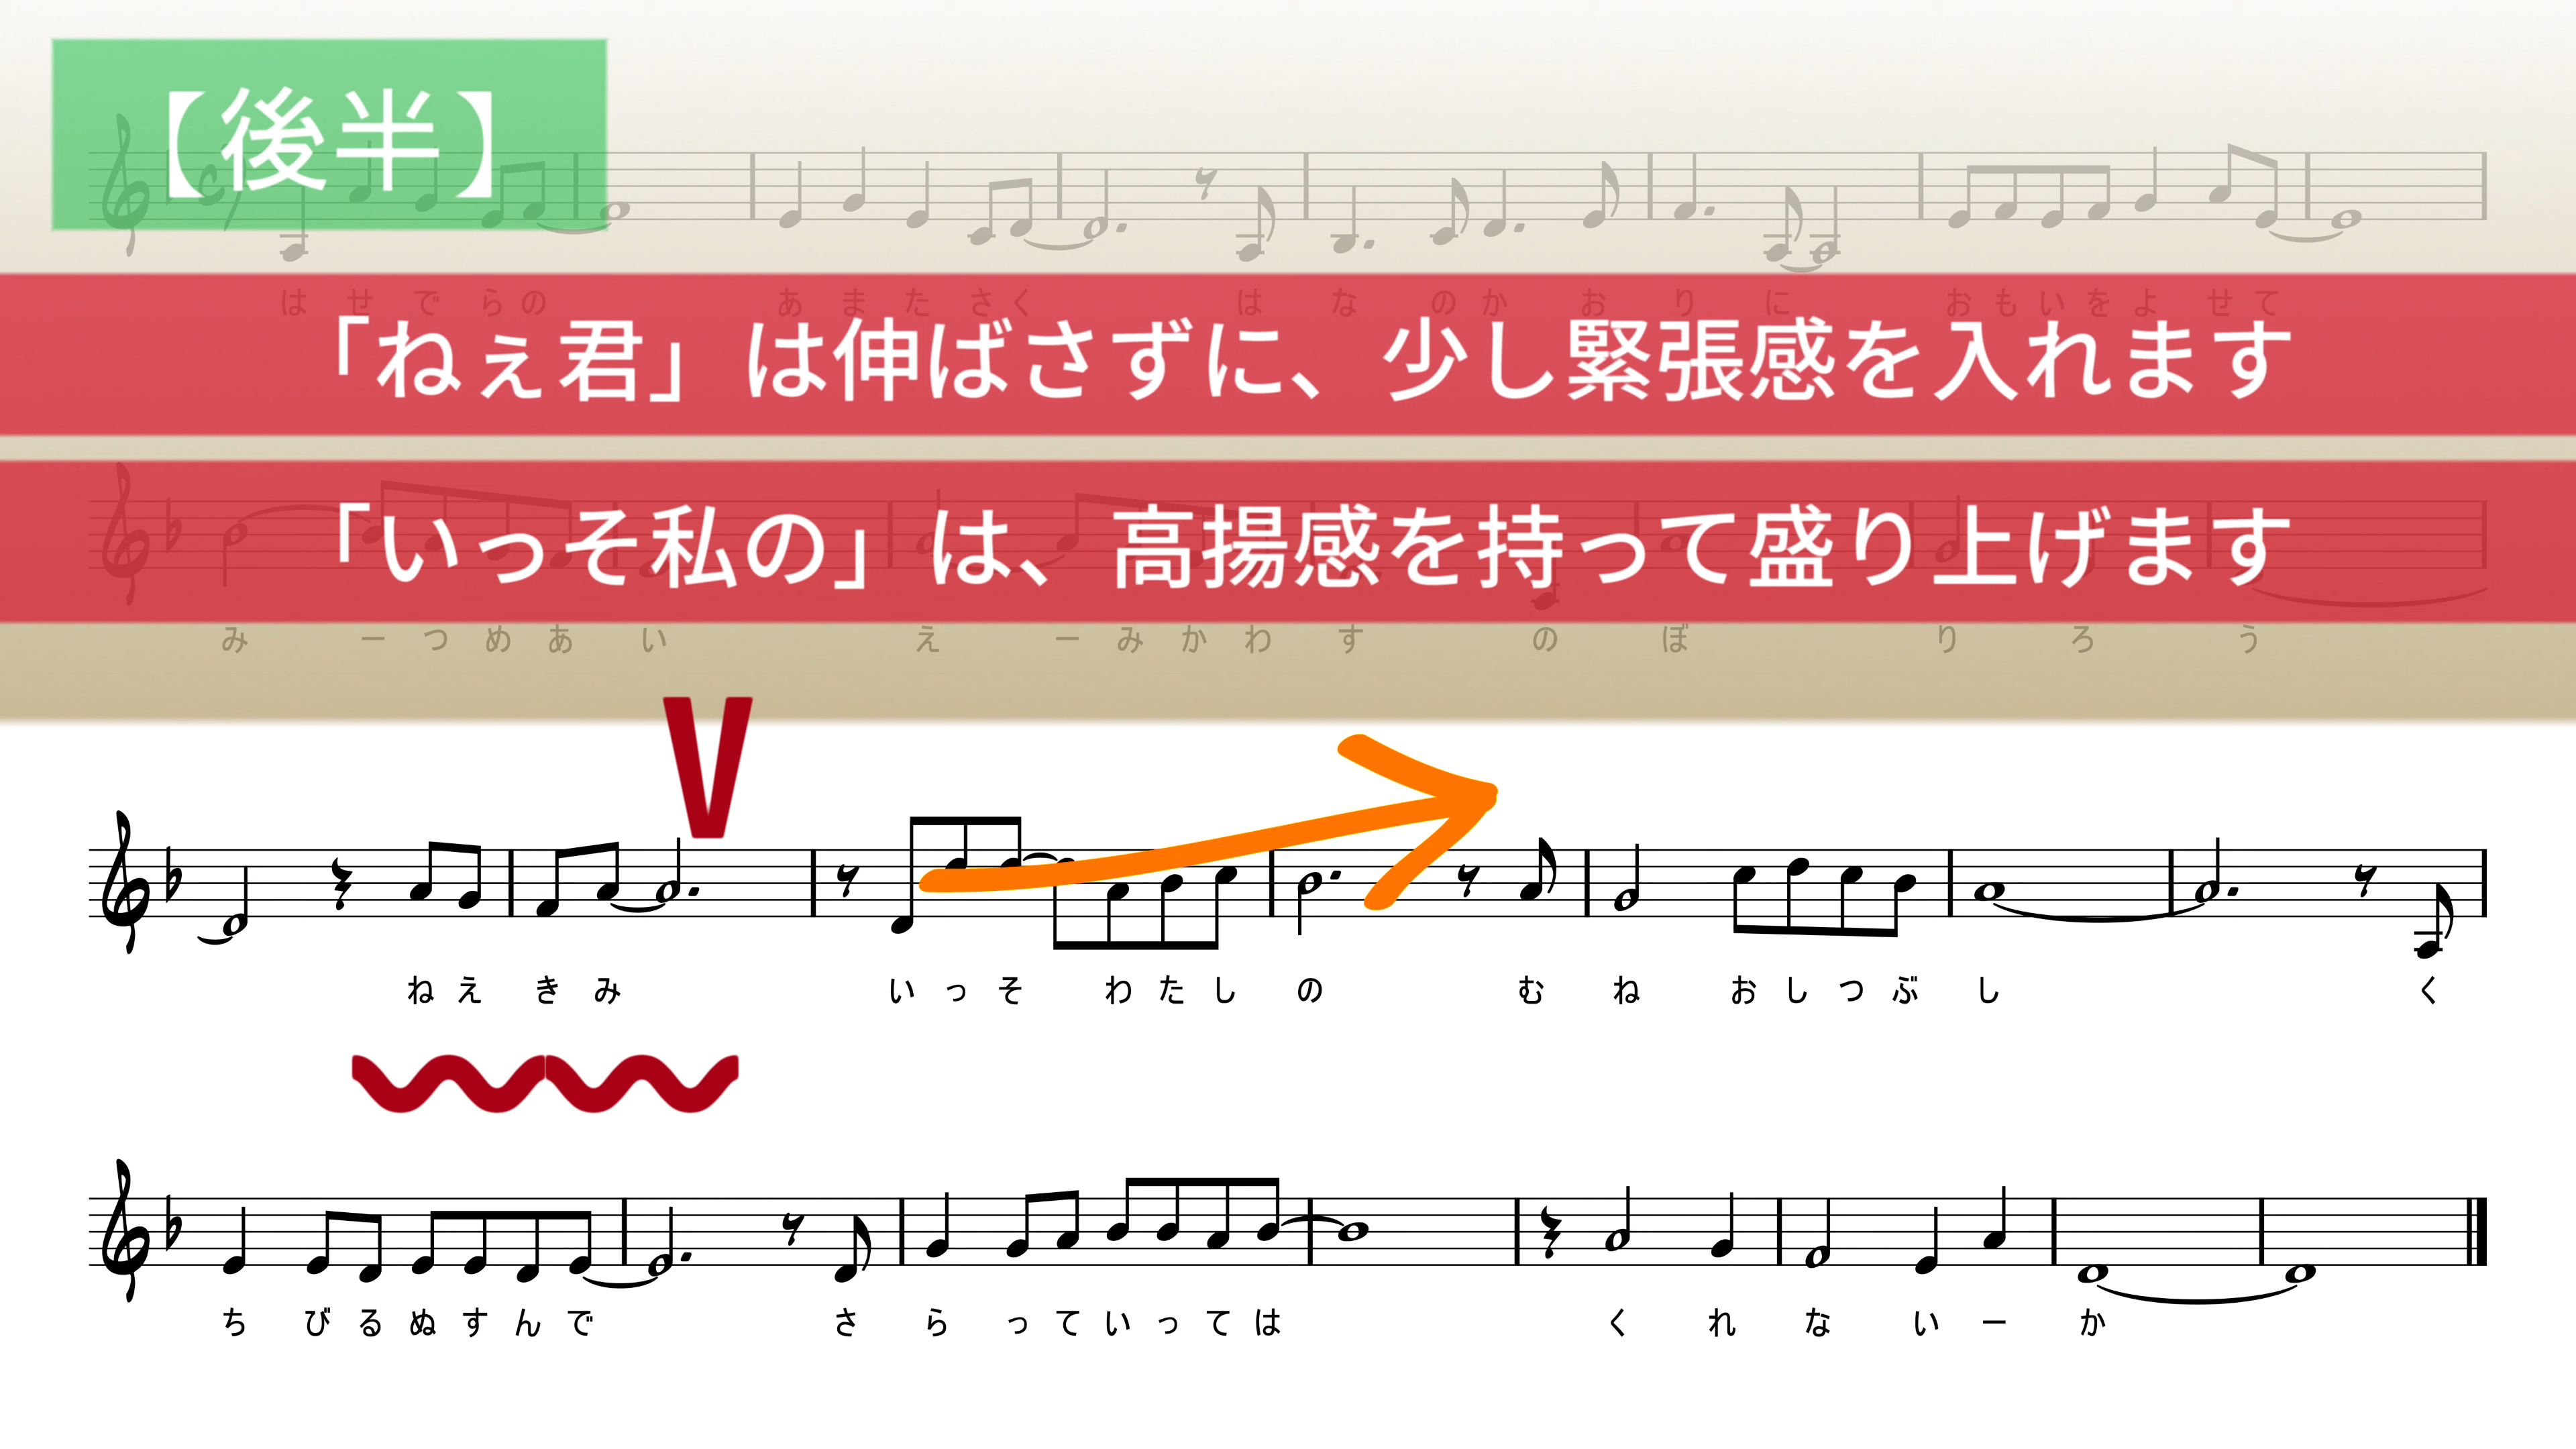 【後半】
はせでらの あまたさく はなのかおりに おもいをよせて
「ねぇ君」は伸ばさずに、少し緊張感を入れます
「いっそ私の」は、高揚感を持って盛り上げます
みーつめあい えーみかわす のぼりろう
V
ねえきみ いっそわたしの むねおしつぶし く
ちびるぬすんで さらっていっては くれないーか